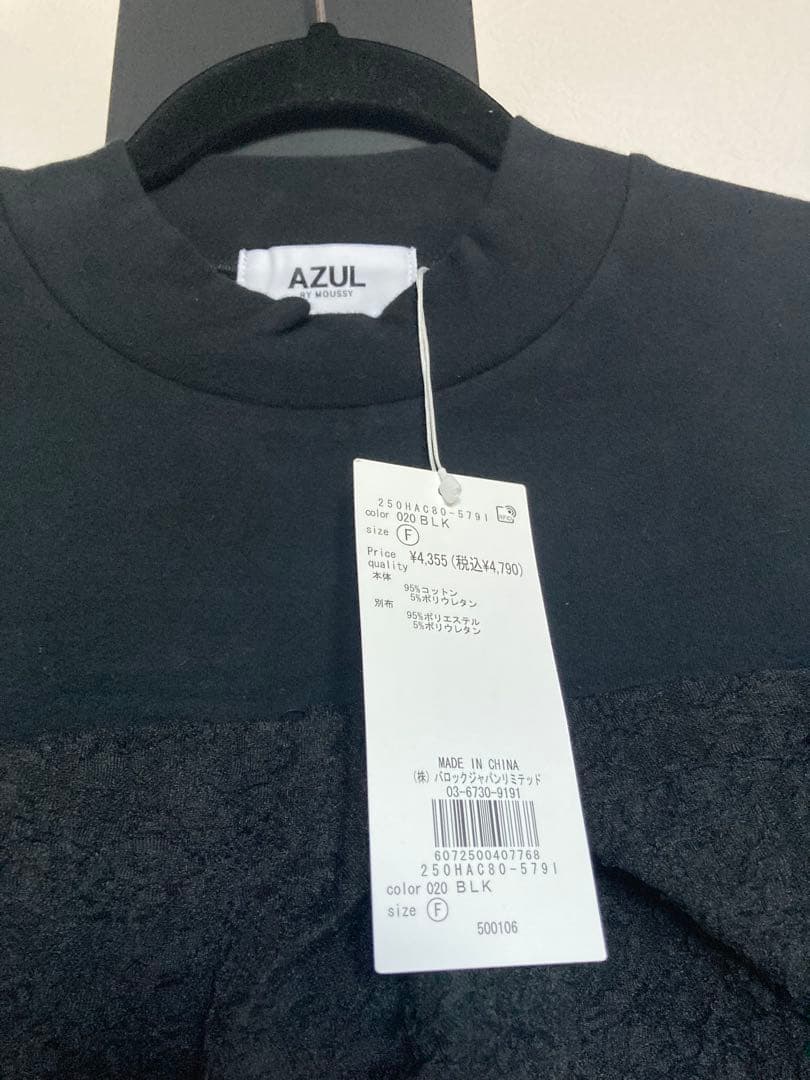 AZUL
BY MOUSSY
250HAC80-579I
color 020 BLK
size F
Price ¥4,355(税込¥4,790)
quality
本体
95%コットン
5%ポリウレタン
別布
95%ポリエステル
5%ポリウレタン
MADE IN CHINA
(株)バロックジャパンリミテッド
03-6730-9191
6072500407768
250HAC80-579I
color 020 BLK
size F
500106